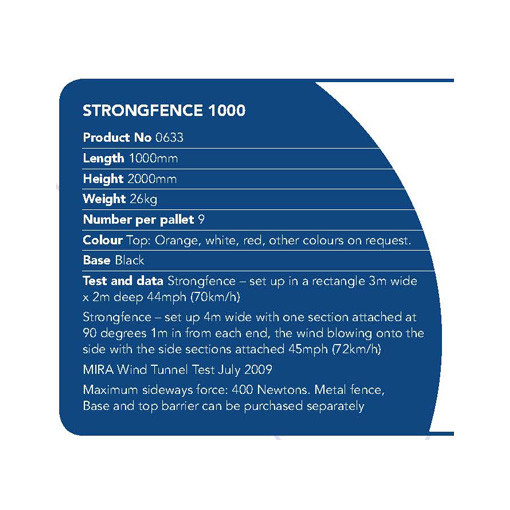 STRONGFENCE 1000
Product No 0633
Length 1000mm
Height 2000mm
Weight 26kg
Number per pallet 9
Colour Top: Orange, white, red, other colours on request.
Base Black
Test and data Strongfence – set up in a rectangle 3m wide
x 2m deep 44mph (70km/h)
Strongfence – set up 4m wide with one section attached at
90 degrees 1m in from each end, the wind blowing onto the
side with the side sections attached 45mph (72km/h)
MIRA Wind Tunnel Test July 2009
Maximum sideways force: 400 Newtons. Metal fence,
Base and top barrier can be purchased separately